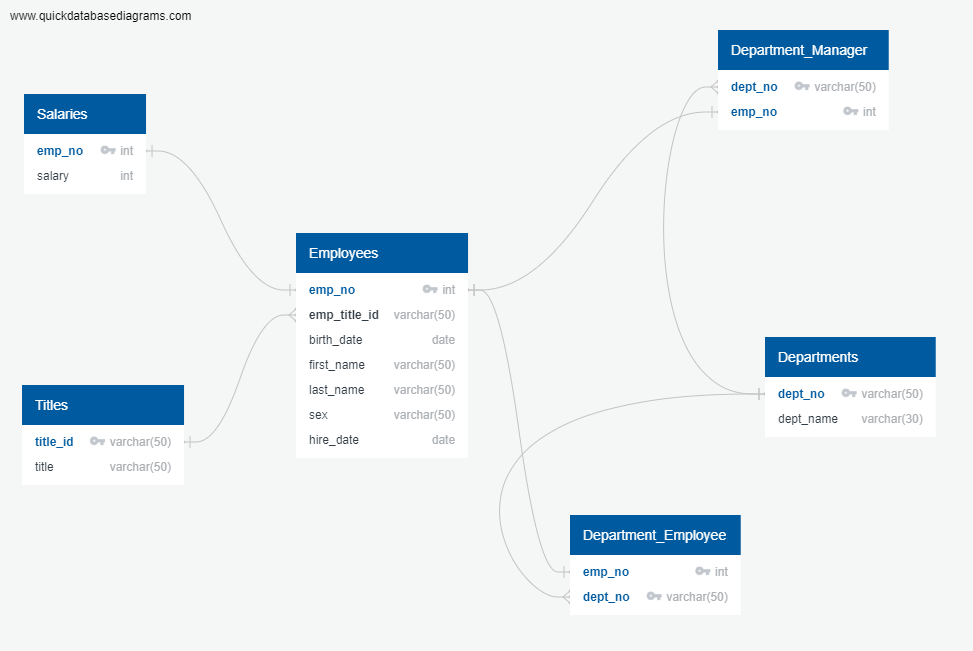 www.quickdatabasediagrams.com
Department_Manager
dept_no varchar(50)
emp_no int
Salaries
emp_no int
salary int
Employees
emp_no int
emp_title_id varchar(50)
birth_date date
first_name varchar(50)
last_name varchar(50)
sex varchar(50)
hire_date date
Departments
dept_no varchar(50)
dept_name varchar(30)
Titles
title_id varchar(50)
title varchar(50)
Department_Employee
emp_no int
dept_no varchar(50)